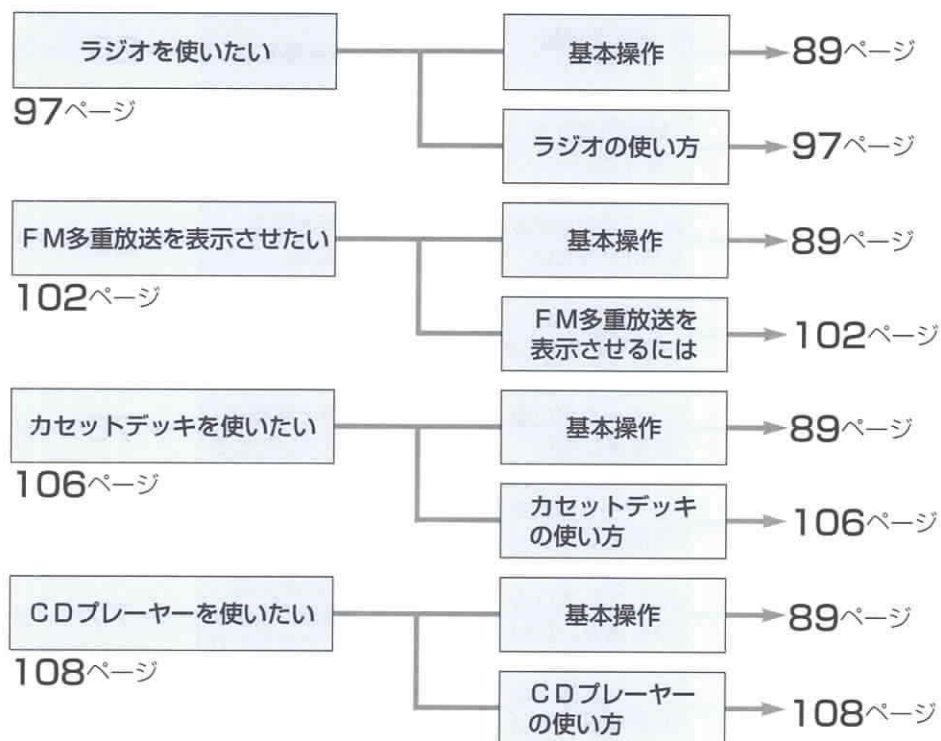 ラジオを使いたい
97ページ
基本操作
89ページ
ラジオの使い方
97ページ
FM多重放送を表示させたい
102ページ
基本操作
89ページ
FM多重放送を
表示させるには
102ページ
カセットデッキを使いたい
106ページ
基本操作
89ページ
カセットデッキ
の使い方
106ページ
CDプレーヤーを使いたい
108ページ
基本操作
89ページ
CDプレーヤー
の使い方
108ページ